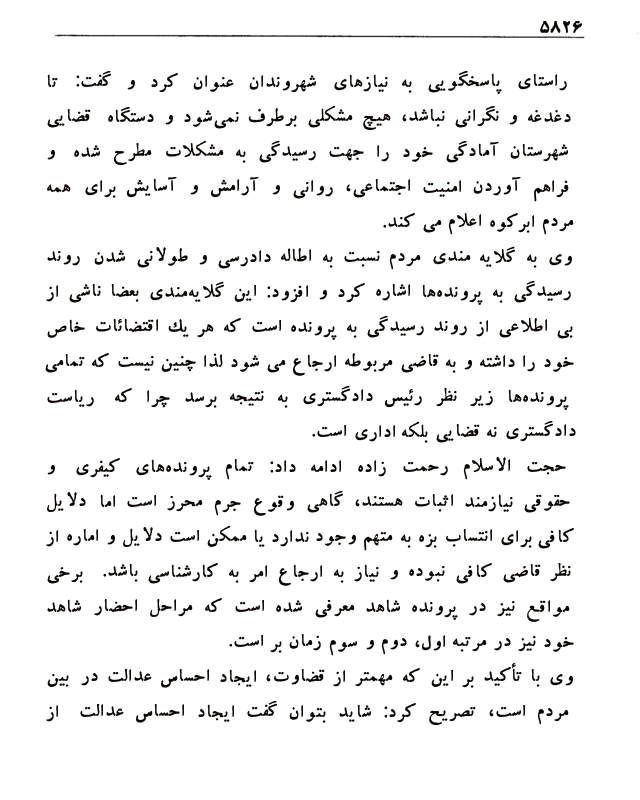 ۵۸۲۶
راستای پاسخگویی به نیازهای شهروندان عنوان کرد و گفت: تا
دغدغه و نگرانی نباشد، هیچ مشکلی برطرف نمی‌شود و دستگاه قضایی
شهرستان آمادگی خود را جهت رسیدگی به مشکلات مطرح شده و
فراهم آوردن امنیت اجتماعی، روانی و آرامش و آسایش برای همه
مردم ابرکوه اعلام می کند.
وی به گلایه مندی مردم نسبت به اطاله دادرسی و طولانی شدن روند
رسیدگی به پرونده‌ها اشاره کرد و افزود: این گلایه‌مندی بعضا ناشی از
بی اطلاعی از روند رسیدگی به پرونده است که هر یك اقتضائات خاص
خود را داشته و به قاضی مربوطه ارجاع می شود لذا چنین نیست که تمامی
پرونده‌ها زیر نظر رئیس دادگستری به نتیجه برسد چرا که ریاست
دادگستری نه قضایی بلکه اداری است.
حجت الاسلام رحمت زاده ادامه داد: تمام پرونده‌های کیفری و
حقوقی نیازمند اثبات هستند، گاهی وقوع جرم محرز است اما دلایل
کافی برای انتساب بزه به متهم وجود ندارد یا ممکن است دلایل و اماره از
نظر قاضی کافی نبوده و نیاز به ارجاع امر به کارشناسی باشد. برخی
مواقع نیز در پرونده شاهد معرفی شده است که مراحل احضار شاهد
خود نیز در مرتبه اول، دوم و سوم زمان بر است.
وی با تأکید بر این که مهمتر از قضاوت، ایجاد احساس عدالت در بین
مردم است، تصریح کرد: شاید بتوان گفت ایجاد احساس عدالت از